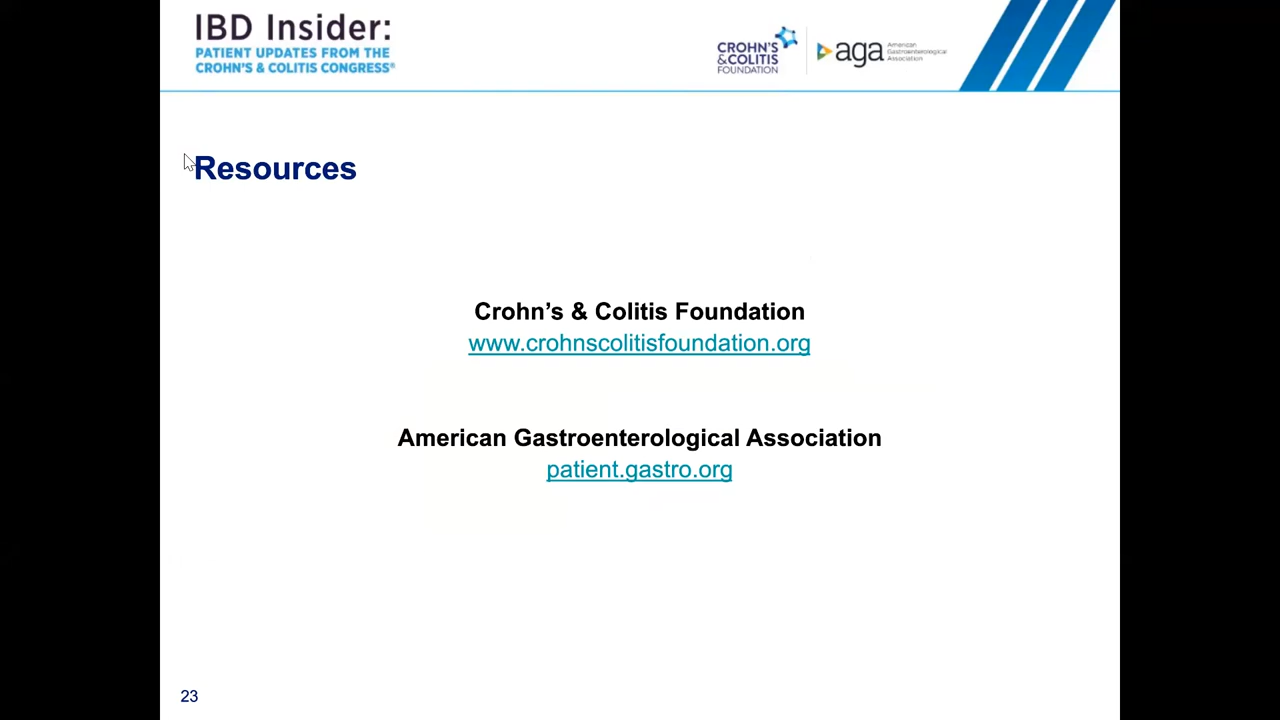 IBD Insider:
PATIENT UPDATES FROM THE
CROHN'S & COLITIS CONGRESS®
CROHN'S
& COLITIS
FOUNDATION
aga
American
Gastroenterological
Association
Resources
Crohn’s & Colitis Foundation
www.crohnscolitisfoundation.org
American Gastroenterological Association
patient.gastro.org
23